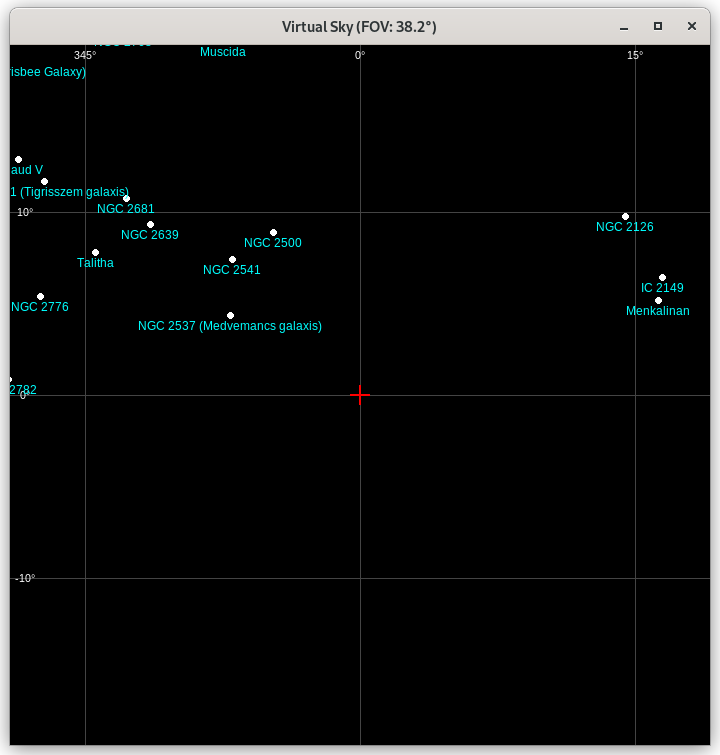 Virtual Sky (FOV: 38.2°)
Muscida
345°
0°
15°
risbee Galaxy)
aud V
1 (Tigrisszem galaxis)
NGC 2681
10°
NGC 2126
NGC 2639
NGC 2500
Talitha
NGC 2541
IC 2149
NGC 2776
Menkalinan
NGC 2537 (Medvemancs galaxis)
2782
0°
-10°